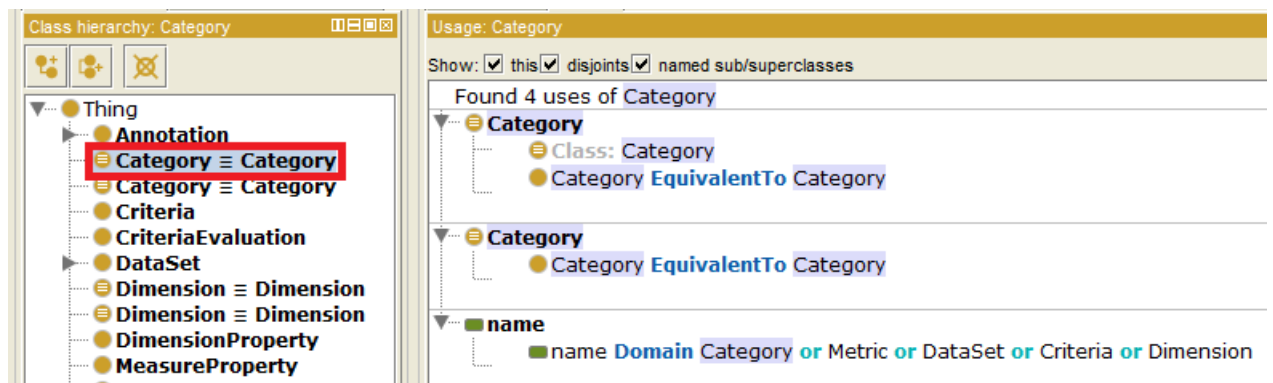 Class hierarchy: Category
Thing
Annotation
Category ≡ Category
Category ≡ Category
Criteria
CriteriaEvaluation
DataSet
Dimension ≡ Dimension
Dimension ≡ Dimension
DimensionProperty
MeasureProperty
Usage: Category
Show: this disjoints named sub/superclasses
Found 4 uses of Category
Category
Class: Category
Category EquivalentTo Category
Category
Category EquivalentTo Category
name
name Domain Category or Metric or DataSet or Criteria or Dimension